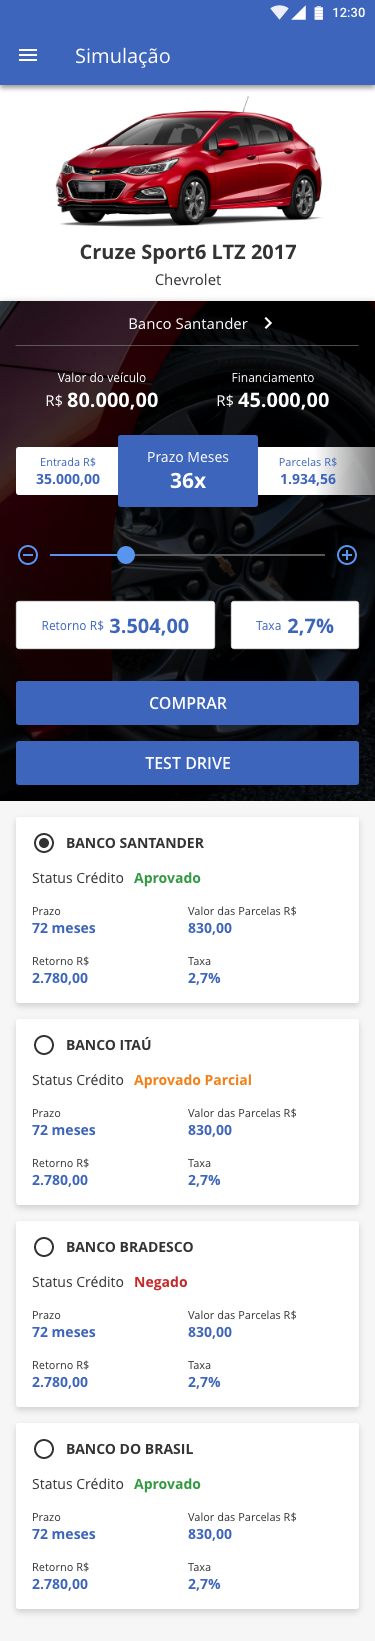 12:30
Simulação
Cruze Sport6 LTZ 2017
Chevrolet
Banco Santander
Valor do veículo Financiamento
R$ 80.000,00 R$ 45.000,00
Entrada R$ Prazo Meses Parcelas R$
35.000,00 36x 1.934,56
Retorno R$ 3.504,00 Taxa 2,7%
COMPRAR
TEST DRIVE
BANCO SANTANDER
Status Crédito Aprovado
Prazo Valor das Parcelas R$
72 meses 830,00
Retorno R$ Taxa
2.780,00 2,7%
BANCO ITAÚ
Status Crédito Aprovado Parcial
Prazo Valor das Parcelas R$
72 meses 830,00
Retorno R$ Taxa
2.780,00 2,7%
BANCO BRADESCO
Status Crédito Negado
Prazo Valor das Parcelas R$
72 meses 830,00
Retorno R$ Taxa
2.780,00 2,7%
BANCO DO BRASIL
Status Crédito Aprovado
Prazo Valor das Parcelas R$
72 meses 830,00
Retorno R$ Taxa
2.780,00 2,7%